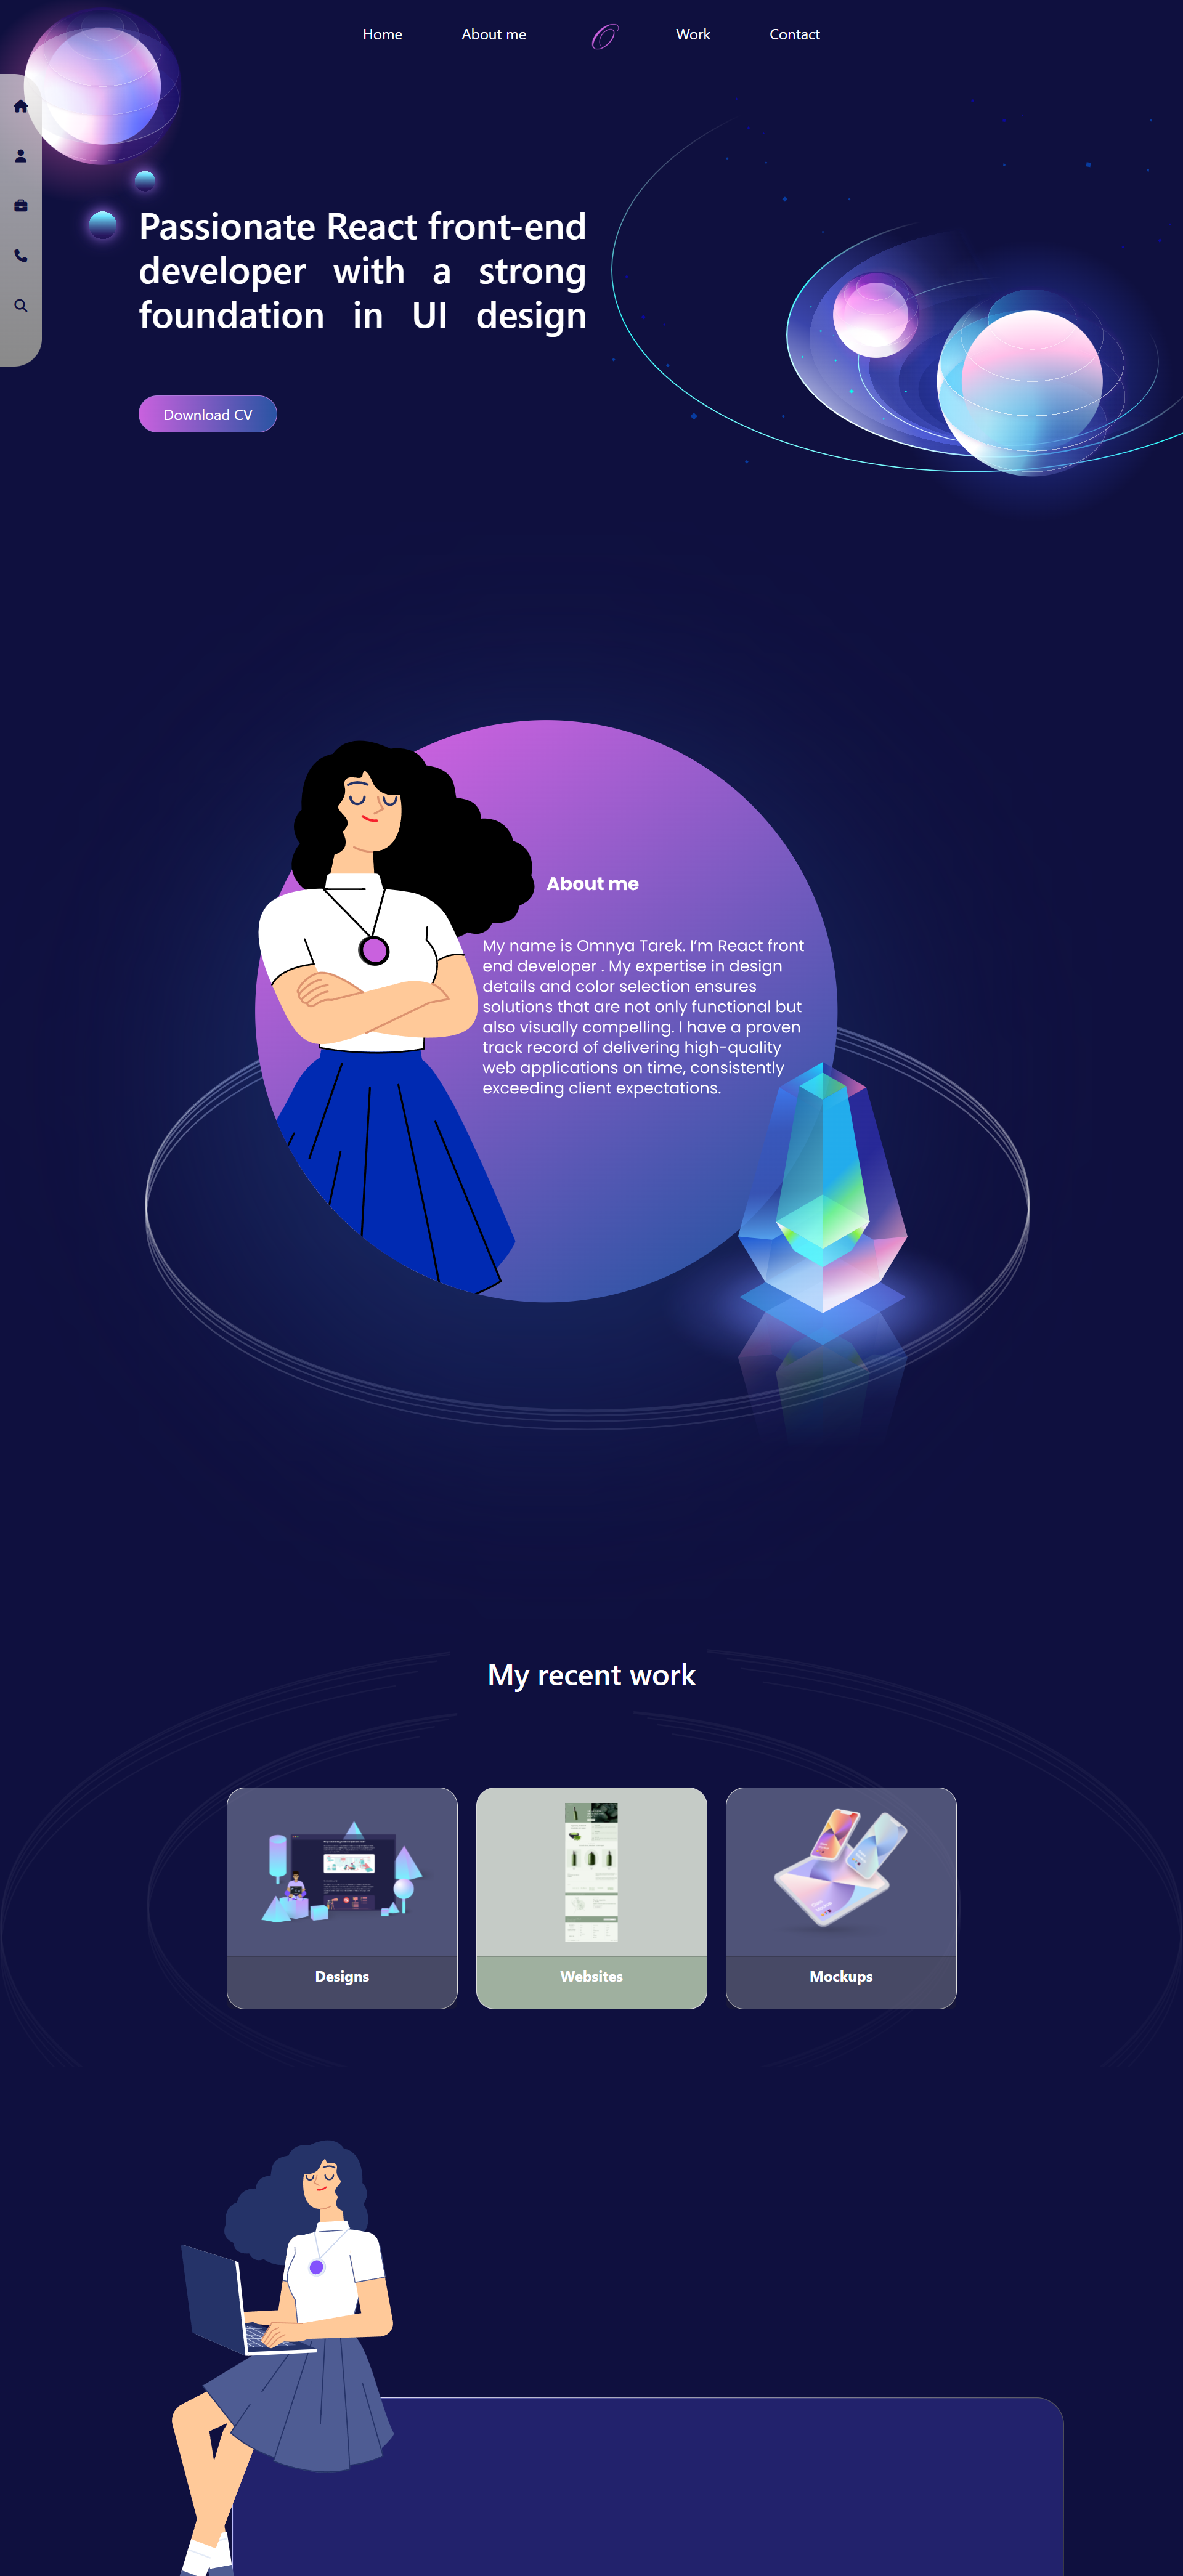 Home
About me
Work
Contact
Passionate React front-end
developer with a strong
foundation in UI design
Download CV
About me
My name is Omnya Tarek. I’m React front
end developer . My expertise in design
details and color selection ensures
solutions that are not only functional but
also visually compelling. I have a proven
track record of delivering high-quality
web applications on time, consistently
exceeding client expectations.
My recent work
Designs
Websites
Mockups